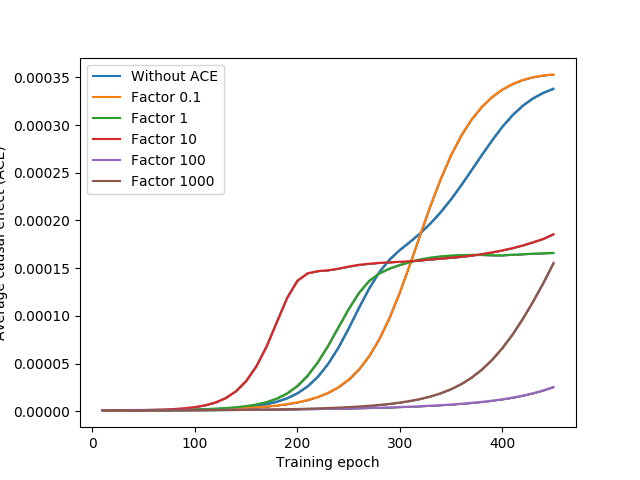 Without ACE
Factor 0.1
Factor 1
Factor 10
Factor 100
Factor 1000
0.00035
0.00030
0.00025
0.00020
0.00015
0.00010
0.00005
0.00000
Average causal effect (ACE)
0 100 200 300 400
Training epoch